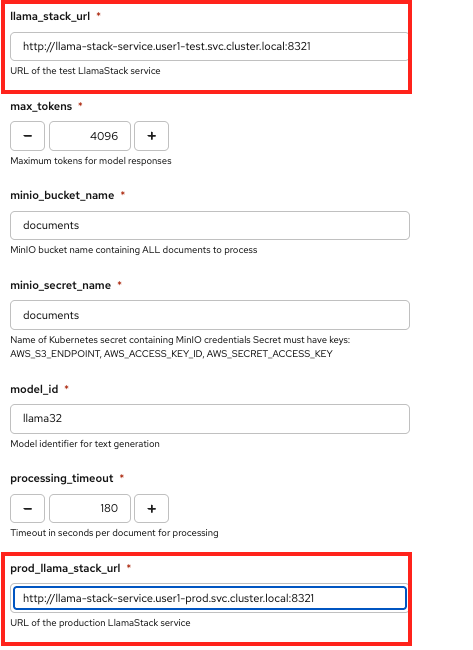 llama_stack_url *
http://llama-stack-service.user1-test.svc.cluster.local:8321
URL of the test LlamaStack service
max_tokens *
− 4096 +
Maximum tokens for model responses
minio_bucket_name *
documents
MinIO bucket name containing ALL documents to process
minio_secret_name *
documents
Name of Kubernetes secret containing MinIO credentials Secret must have keys:
AWS_S3_ENDPOINT, AWS_ACCESS_KEY_ID, AWS_SECRET_ACCESS_KEY
model_id *
llama32
Model identifier for text generation
processing_timeout *
− 180 +
Timeout in seconds per document for processing
prod_llama_stack_url *
http://llama-stack-service.user1-prod.svc.cluster.local:8321
URL of the production LlamaStack service